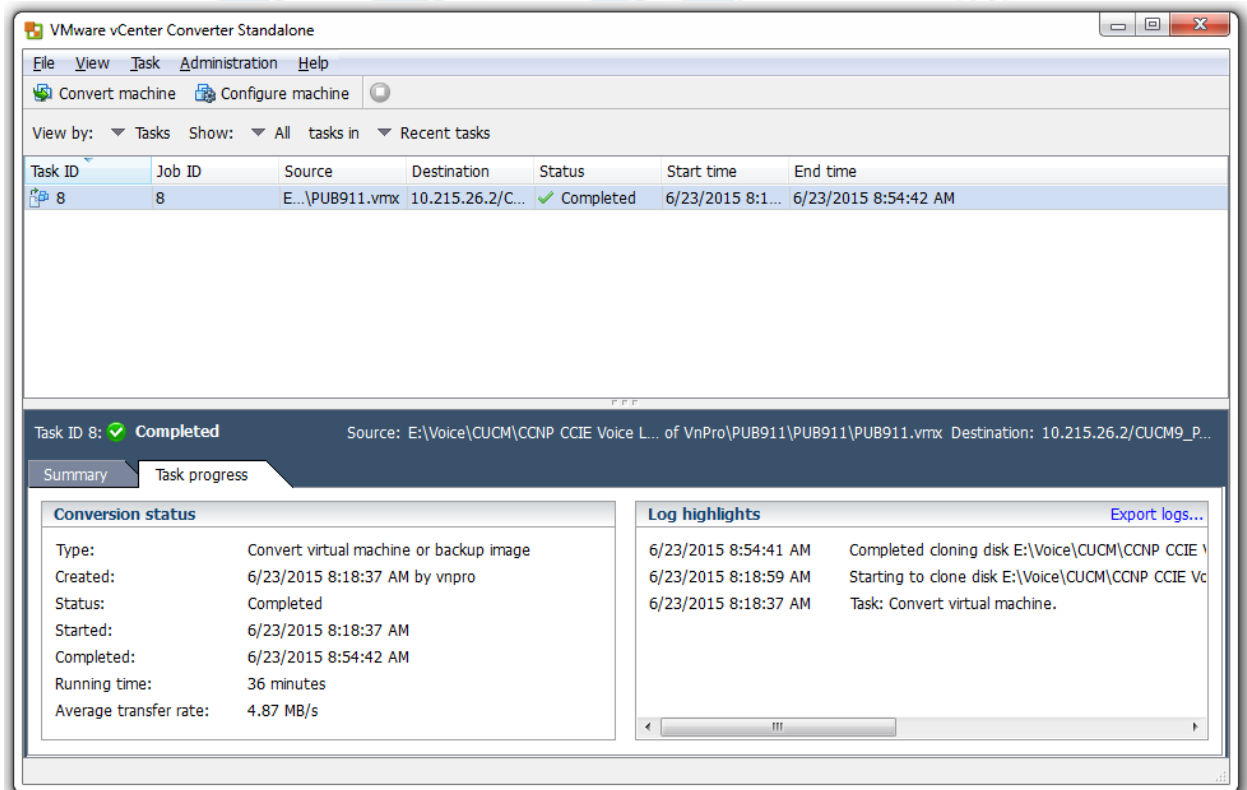 VMware vCenter Converter Standalone
File View Task Administration Help
Convert machine Configure machine
View by: Tasks Show: All tasks in Recent tasks
Task ID Job ID Source Destination Status Start time End time
8 8 E...\PUB911.vmx 10.215.26.2/C... Completed 6/23/2015 8:1... 6/23/2015 8:54:42 AM
Task ID 8: Completed Source: E:\Voice\CUCM\CCNP CCIE Voice L... of VnPro\PUB911\PUB911\PUB911.vmx Destination: 10.215.26.2/CUCM9_P...
Summary Task progress
Conversion status
Type: Convert virtual machine or backup image
Created: 6/23/2015 8:18:37 AM by vnpro
Status: Completed
Started: 6/23/2015 8:18:37 AM
Completed: 6/23/2015 8:54:42 AM
Running time: 36 minutes
Average transfer rate: 4.87 MB/s
Log highlights Export logs...
6/23/2015 8:54:41 AM Completed cloning disk E:\Voice\CUCM\CCNP CCIE
6/23/2015 8:18:59 AM Starting to clone disk E:\Voice\CUCM\CCNP CCIE Vo
6/23/2015 8:18:37 AM Task: Convert virtual machine.